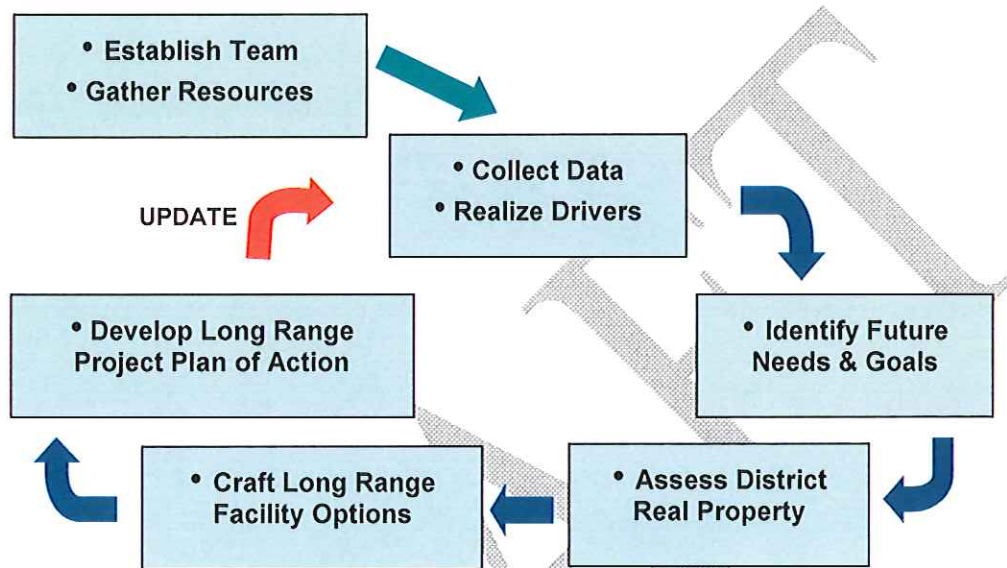 • Establish Team
• Gather Resources
• Collect Data
• Realize Drivers
UPDATE
• Identify Future
Needs & Goals
• Assess District
Real Property
• Craft Long Range
Facility Options
• Develop Long Range
Project Plan of Action